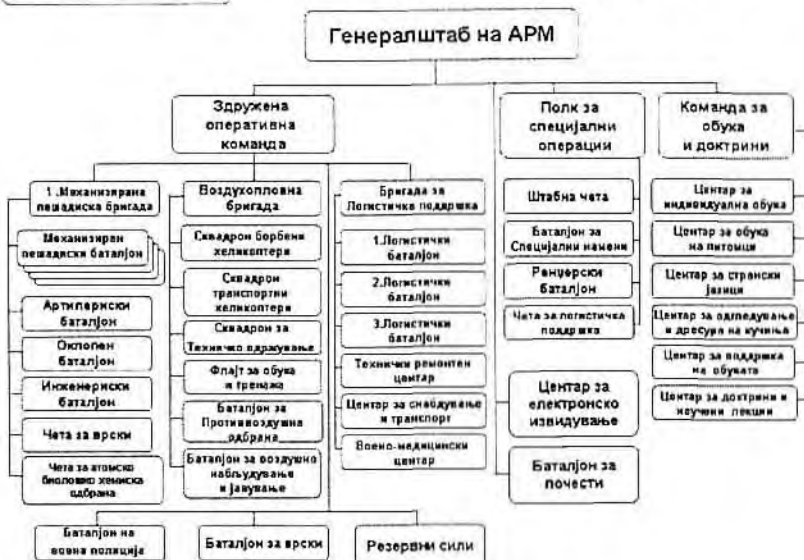 Генералштаб на АРМ
Здружена
оперативна
команда
Полк за
специјални
операции
Команда за
обука
и доктрини
1 .Механизирана
пешадиска бригада
Механизиран
пешадиски баталјон
Артилериски
баталјон
Оклопен
баталјон
Инженериски
баталјон
Чета за врски
Чета за атомско
биолошко хемиска
одбрана
Воздухопловна
бригада
Сквадрон борбени
хеликоптери
Сквадрон
транспортни
хеликоптери
Сквадрон за
Техничко одржување
Флајт за обука
и тренажа
Баталјон за
Противвоздушна
одбрана
Баталјон за воздушно
набљудување
и јавување
Бригада за
Логистичка поддршка
1.Логистички
баталјон
2.Логистички
баталјон
3.Логистички
баталјон
Технички ремонтен
центар
Центар за снабдување
и транспорт
Воено-медицински
центар
Штабна чета
Баталјон за
Специјални намени
Ренџерски
баталјон
Чета за логистичка
поддршка
Центар за
електронско
извидување
Баталјон за
почести
Центар за
индивидуална обука
Центар за обука
на питомци
Центар за странски
јазици
Центар за одгледување
и дресура на кучиња
Центар за поддршка
на обуката
Центар за доктрини и
научени лекции
Баталјон на
воена полиција
Баталјон за врски
Резервни сили